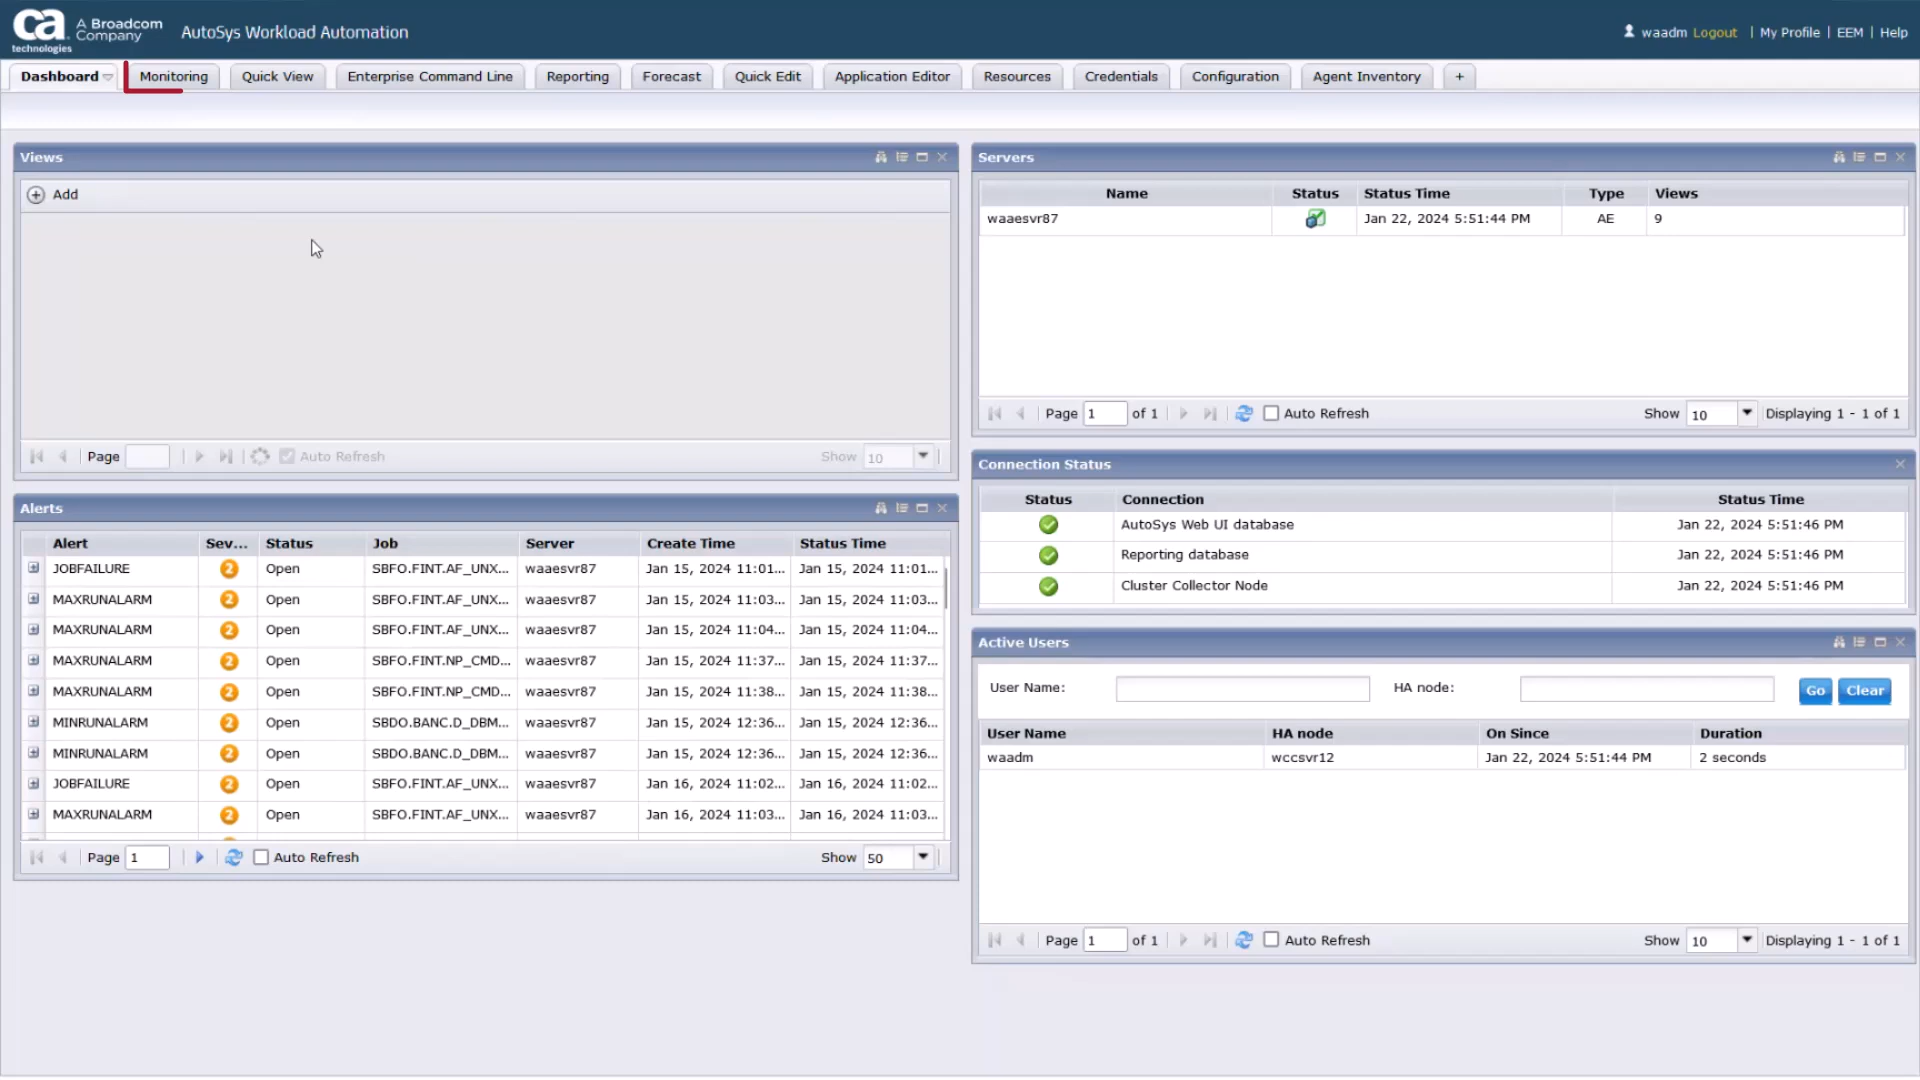 ca technologies A Broadcom Company AutoSys Workload Automation waadm Logout | My Profile | EEM | Help
Dashboard Monitoring Quick View Enterprise Command Line Reporting Forecast Quick Edit Application Editor Resources Credentials Configuration Agent Inventory +
Views
Add
Page Auto Refresh Show 10
Alerts
Alert Sev... Status Job Server Create Time Status Time
JOBFAILURE 2 Open SBFO.FINT.AF_UNX... waaesvr87 Jan 15, 2024 11:01... Jan 15, 2024 11:01...
MAXRUNALARM 2 Open SBFO.FINT.AF_UNX... waaesvr87 Jan 15, 2024 11:03... Jan 15, 2024 11:03...
MAXRUNALARM 2 Open SBFO.FINT.AF_UNX... waaesvr87 Jan 15, 2024 11:04... Jan 15, 2024 11:04...
MAXRUNALARM 2 Open SBFO.FINT.NP_CMD... waaesvr87 Jan 15, 2024 11:37... Jan 15, 2024 11:37...
MAXRUNALARM 2 Open SBFO.FINT.NP_CMD... waaesvr87 Jan 15, 2024 11:38... Jan 15, 2024 11:38...
MINRUNALARM 2 Open SBDO.BANC.D_DBM... waaesvr87 Jan 15, 2024 12:36... Jan 15, 2024 12:36...
MINRUNALARM 2 Open SBDO.BANC.D_DBM... waaesvr87 Jan 15, 2024 12:36... Jan 15, 2024 12:36...
JOBFAILURE 2 Open SBFO.FINT.AF_UNX... waaesvr87 Jan 16, 2024 11:02... Jan 16, 2024 11:02...
MAXRUNALARM 2 Open SBFO.FINT.AF_UNX... waaesvr87 Jan 16, 2024 11:03... Jan 16, 2024 11:03...
Page 1 Auto Refresh Show 50
Servers
Name Status Status Time Type Views
waaesvr87 Jan 22, 2024 5:51:44 PM AE 9
Page 1 of 1 Auto Refresh Show 10 Displaying 1 - 1 of 1
Connection Status
Status Connection Status Time
AutoSys Web UI database Jan 22, 2024 5:51:46 PM
Reporting database Jan 22, 2024 5:51:46 PM
Cluster Collector Node Jan 22, 2024 5:51:46 PM
Active Users
User Name: HA node: Go Clear
User Name HA node On Since Duration
waadm wccsvr12 Jan 22, 2024 5:51:44 PM 2 seconds
Page 1 of 1 Auto Refresh Show 10 Displaying 1 - 1 of 1